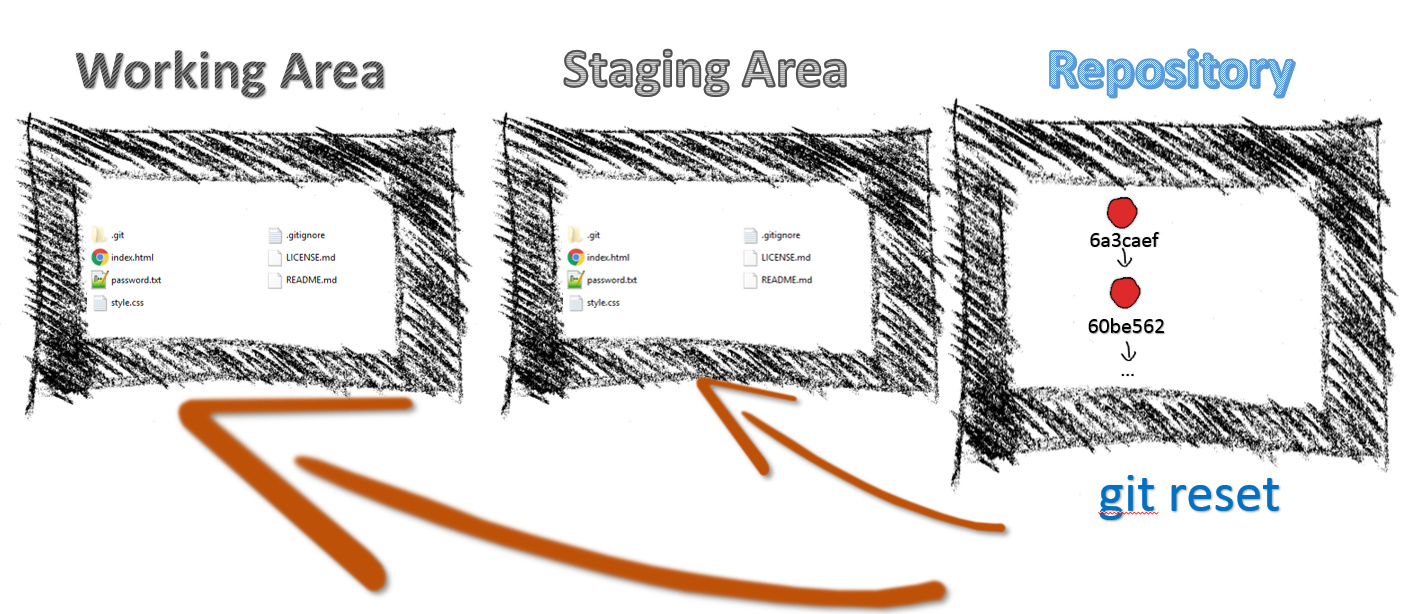 Working Area
Staging Area
Repository
.git
index.html
password.txt
style.css
.gitignore
LICENSE.md
README.md
.git
index.html
password.txt
style.css
.gitignore
LICENSE.md
README.md
6a3caef
60be562
...
git reset